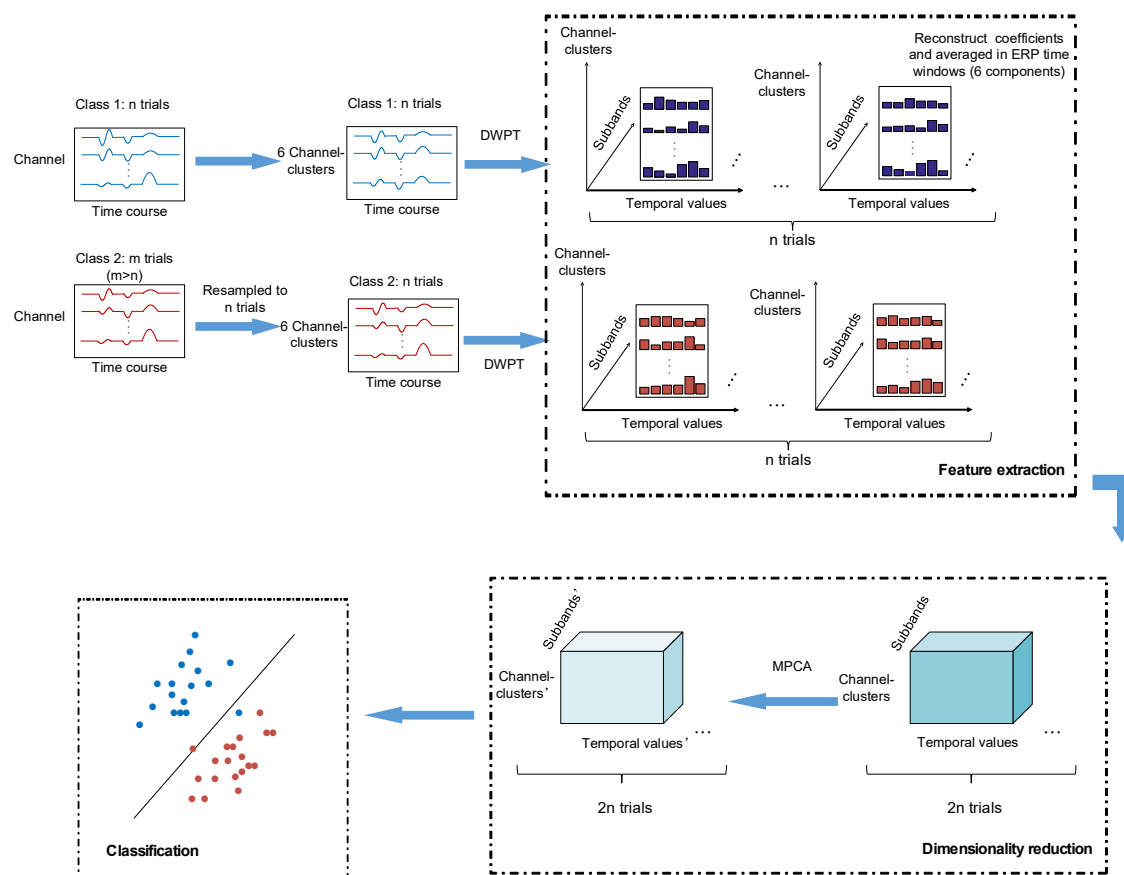 Class 1: n trials
Channel
Time course
Class 1: n trials
6 Channel-
clusters
Time course
DWPT
Channel-
clusters
Subbands
Temporal values
...
Channel-
clusters
Subbands
Temporal values
Reconstruct coefficients
and averaged in ERP time
windows (6 components)
n trials
Class 2: m trials
(m>n)
Channel
Time course
Resampled to
n trials
Class 2: n trials
6 Channel-
clusters
Time course
DWPT
Channel-
clusters
Subbands
Temporal values
...
Channel-
clusters
Subbands
Temporal values
n trials
Feature extraction
Subbands
Channel-
clusters
Temporal values
...
2n trials
MPCA
Subbands’
Channel-
clusters’
Temporal values’
...
2n trials
Dimensionality reduction
Classification